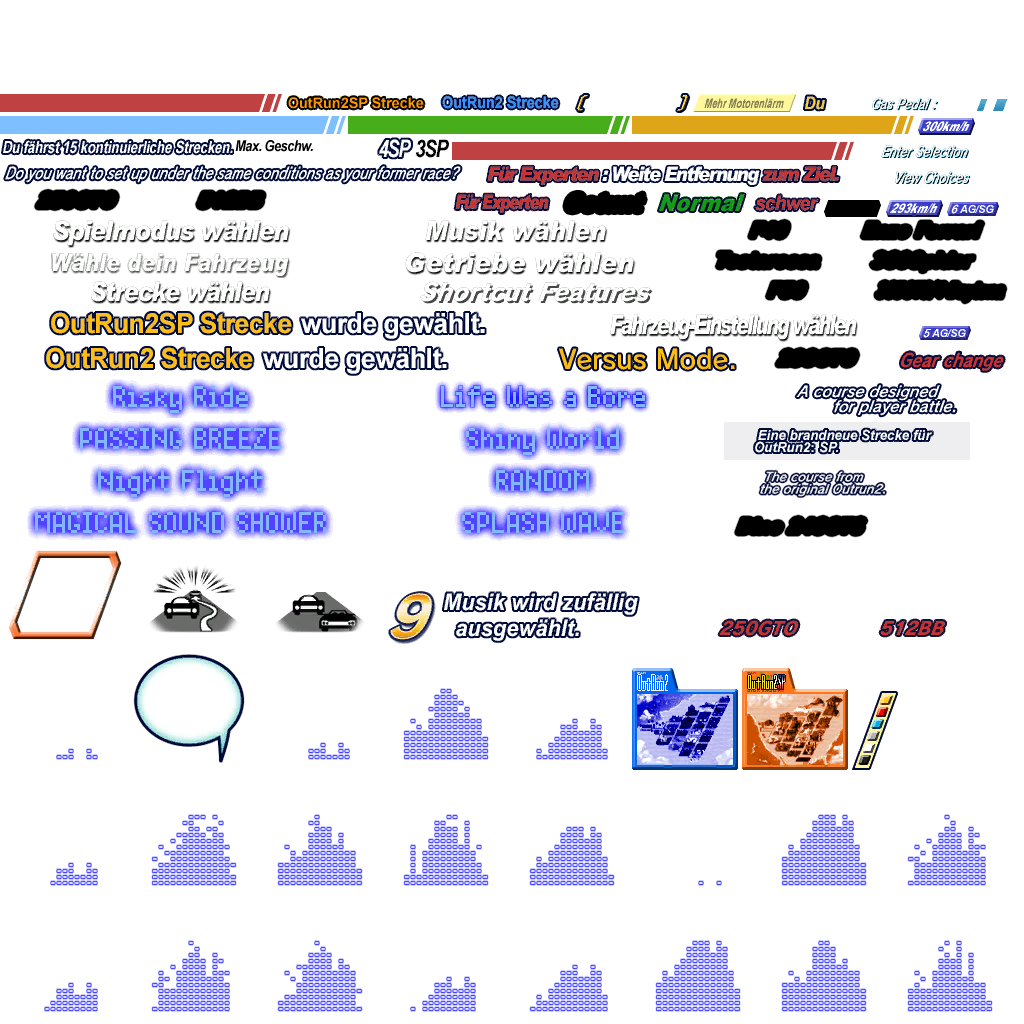 OutRun2SP Strecke
OutRun2 Strecke
( )
Mehr Motorenlärm
Du
Gas Pedal :
300km/h
Du fährst 15 kontinuierliche Strecken.
Max. Geschw.
4SP
3SP
Enter Selection
Do you want to set up under the same conditions as your former race?
Für Experten : Weite Entfernung zum Ziel.
View Choices
Für Experten
Normal
schwer
293km/h
6 AG/SG
Spielmodus wählen
Musik wählen
Wähle dein Fahrzeug
Getriebe wählen
Strecke wählen
Shortcut Features
OutRun2SP Strecke wurde gewählt.
Fahrzeug-Einstellung wählen
5 AG/SG
OutRun2 Strecke wurde gewählt.
Versus Mode.
Gear change
Risky Ride
Life Was a Bore
A course designed
for player battle.
PASSING BREEZE
Shiny World
Eine brandneue Strecke für
OutRun2: SP.
Night Flight
RANDOM
The course from
the original Outrun2.
MAGICAL SOUND SHOWER
SPLASH WAVE
9
Musik wird zufällig
ausgewählt.
250GTO
512BB
OutRun2
OutRun2SP